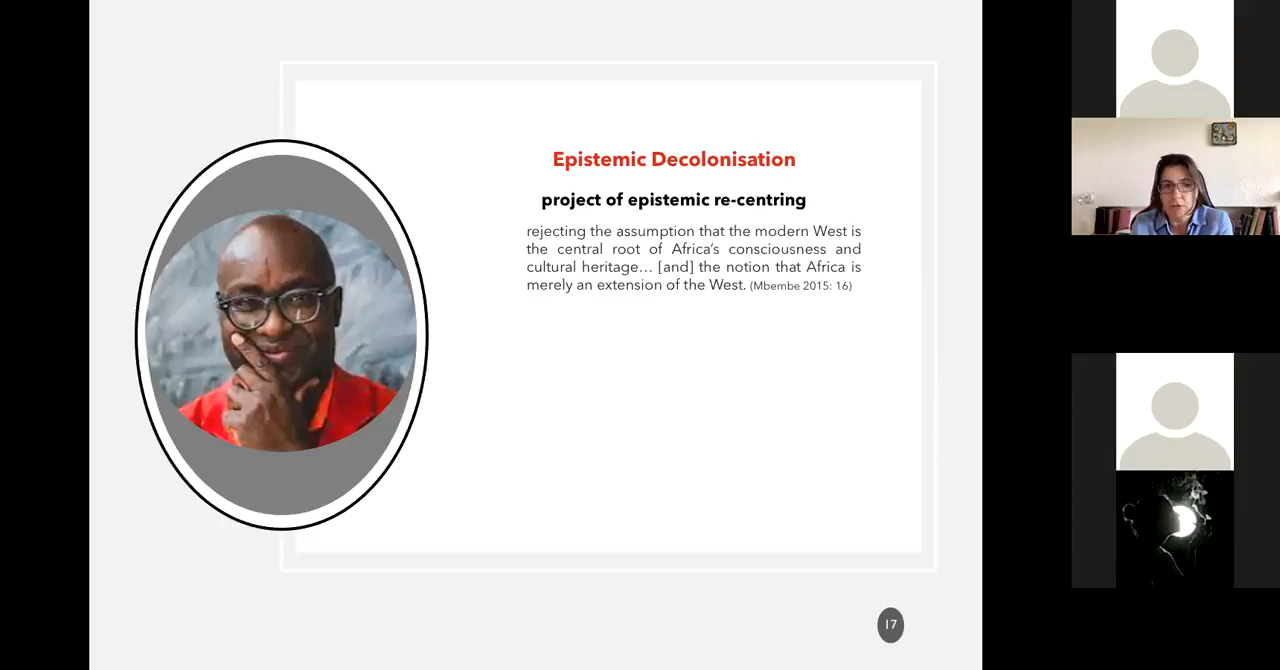 Epistemic Decolonisation
project of epistemic re-centring
rejecting the assumption that the modern West is
the central root of Africa’s consciousness and
cultural heritage… [and] the notion that Africa is
merely an extension of the West. (Mbembe 2015: 16)
17